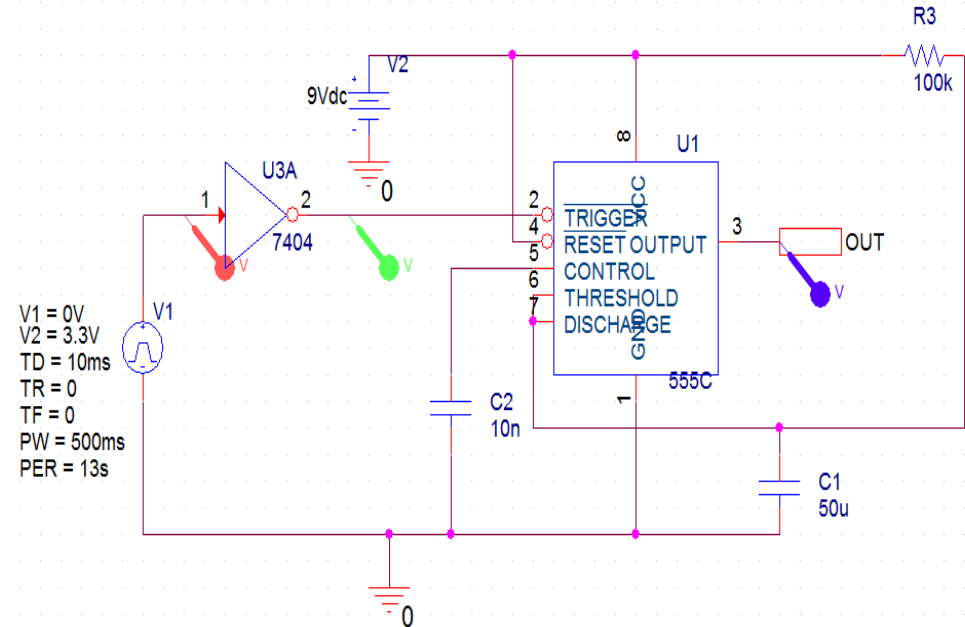 R3
100k
V2
9Vdc
+
-
0
U3A
1
2
7404
V
V
V1
+
-
V1 = 0V
V2 = 3.3V
TD = 10ms
TR = 0
TF = 0
PW = 500ms
PER = 13s
U1
8
VCC
2
TRIGGER
4
RESET
OUTPUT
3
OUT
V
5
CONTROL
6
THRESHOLD
7
DISCHARGE
GND
1
555C
C2
10n
C1
50u
0